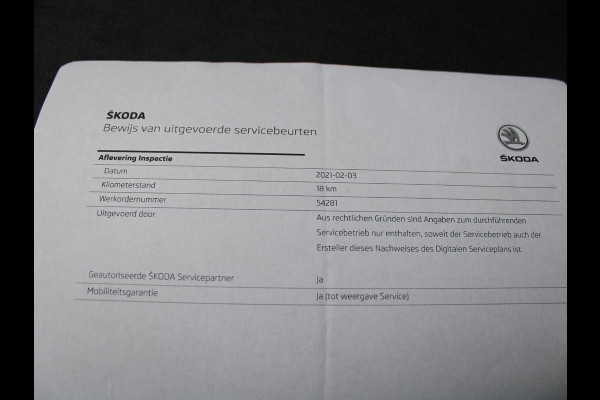 ŠKODA
Bewijs van uitgevoerde servicebeurten
ŠKODA
Aflevering Inspectie
Datum 2021-02-03
Kilometerstand 18 km
Werkordernummer 54281
Uitgevoerd door Aus rechtlichen Gründen sind Angaben zum durchführenden
Servicebetrieb nur enthalten, soweit der Servicebetrieb auch der
Ersteller dieses Nachweises des Digitalen Serviceplans ist.
Geautoriseerde ŠKODA Servicepartner Ja
Mobiliteitsgarantie Ja (tot weergave Service)